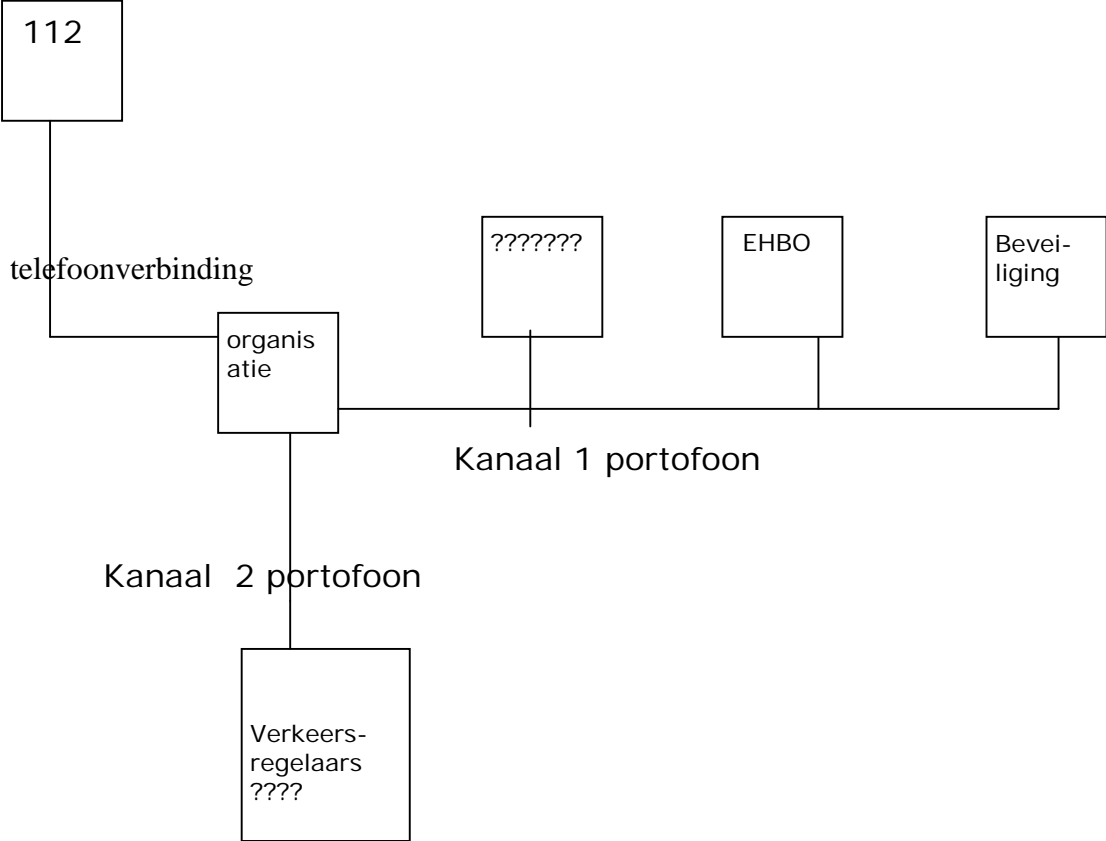 112
??????? 
EHBO
Bevei-
liging
telefoonverbinding
organis
atie
Kanaal 1 portofoon
Kanaal  2 portofoon
Verkeers-
regelaars
????